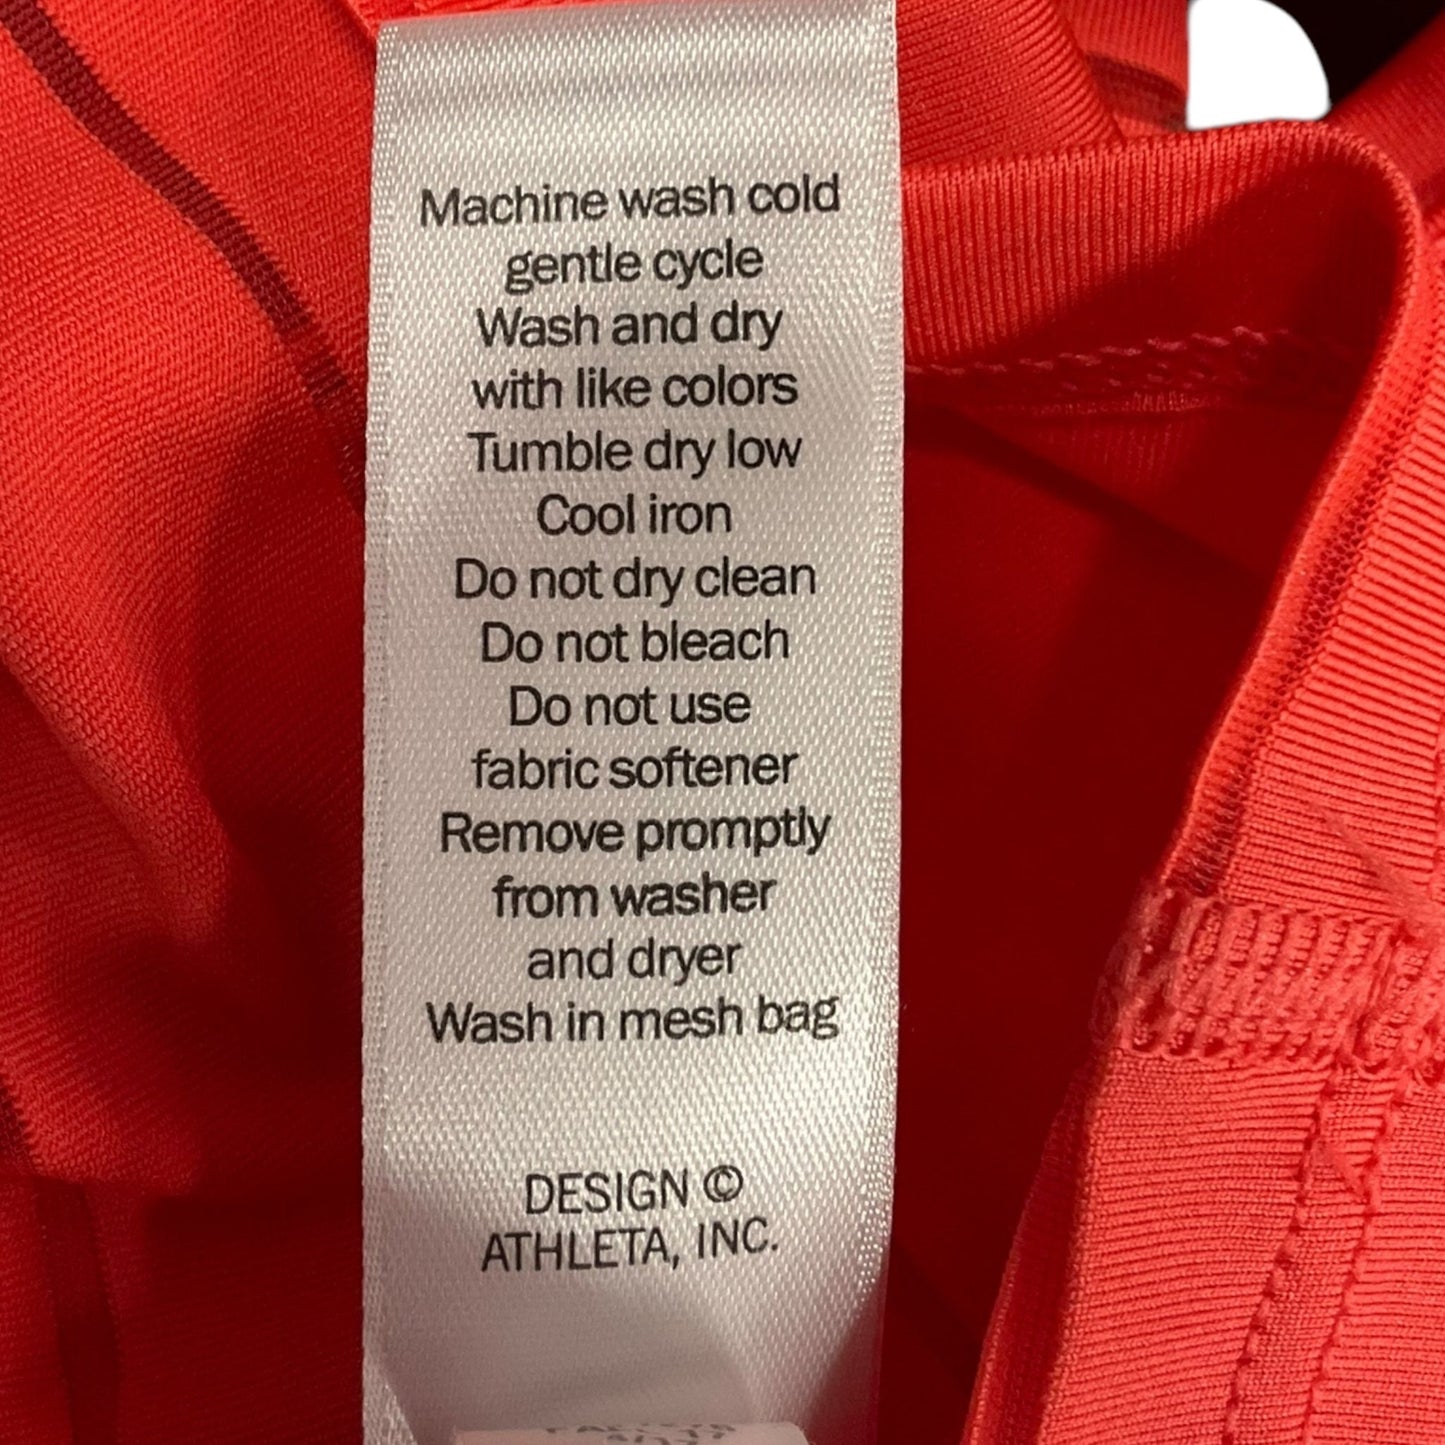 Machine wash cold
gentle cycle
Wash and dry
with like colors
Tumble dry low
Cool iron
Do not dry clean
Do not bleach
Do not use
fabric softener
Remove promptly
from washer
and dryer
Wash in mesh bag
DESIGN ©
ATHLETA, INC.